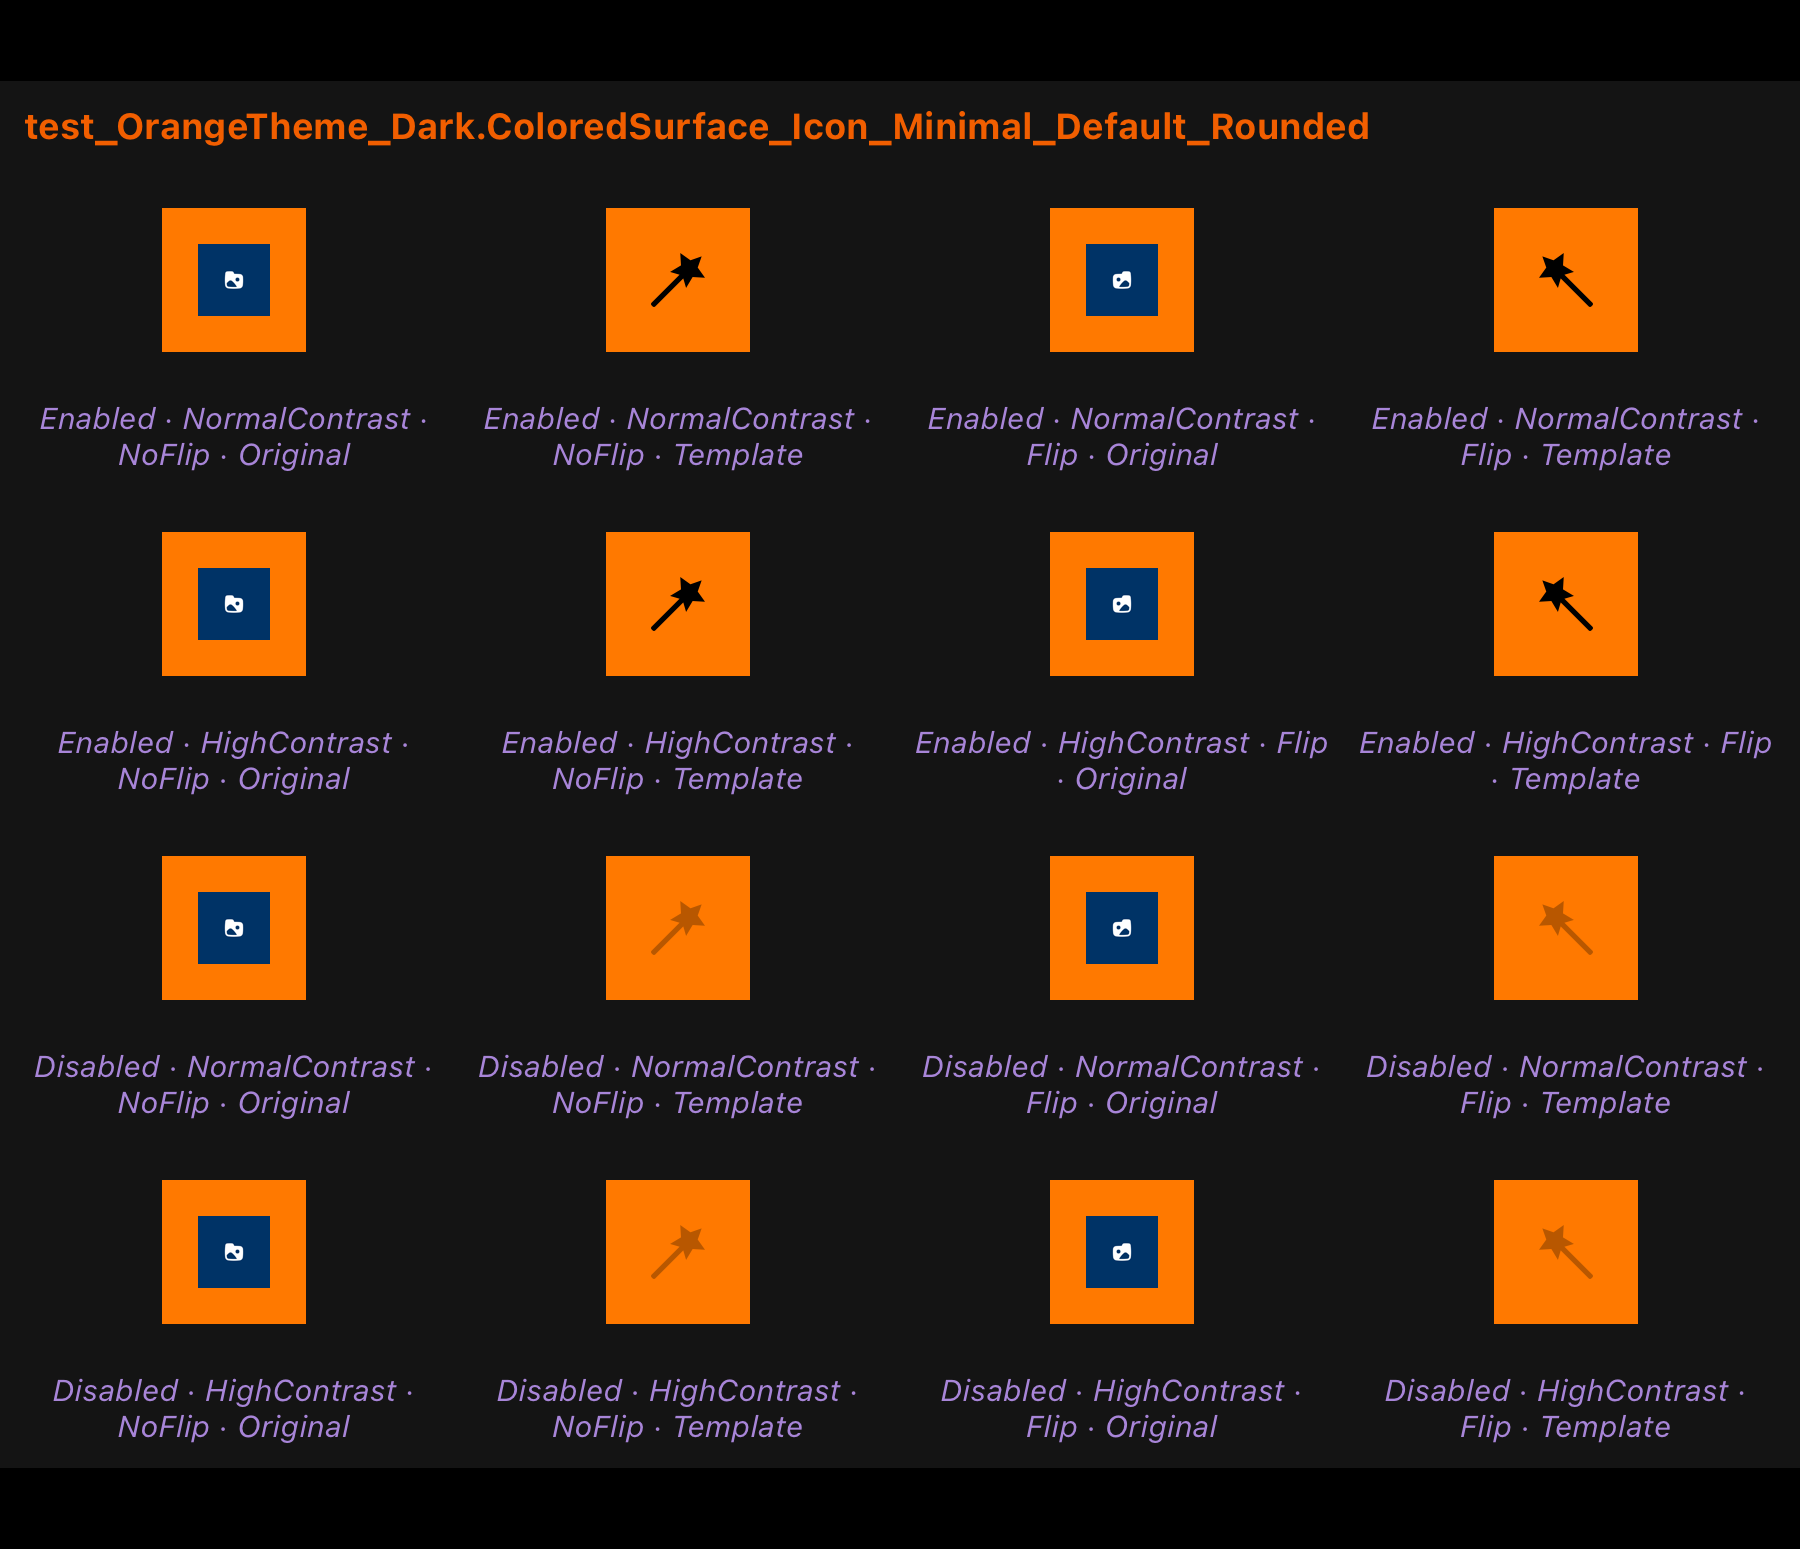 test_OrangeTheme_Dark.ColoredSurface_Icon_Minimal_Default_Rounded
Enabled · NormalContrast ·
NoFlip · Original
Enabled · NormalContrast ·
NoFlip · Template
Enabled · NormalContrast ·
Flip · Original
Enabled · NormalContrast ·
Flip · Template
Enabled · HighContrast ·
NoFlip · Original
Enabled · HighContrast ·
NoFlip · Template
Enabled · HighContrast · Flip
· Original
Enabled · HighContrast · Flip
· Template
Disabled · NormalContrast ·
NoFlip · Original
Disabled · NormalContrast ·
NoFlip · Template
Disabled · NormalContrast ·
Flip · Original
Disabled · NormalContrast ·
Flip · Template
Disabled · HighContrast ·
NoFlip · Original
Disabled · HighContrast ·
NoFlip · Template
Disabled · HighContrast ·
Flip · Original
Disabled · HighContrast ·
Flip · Template